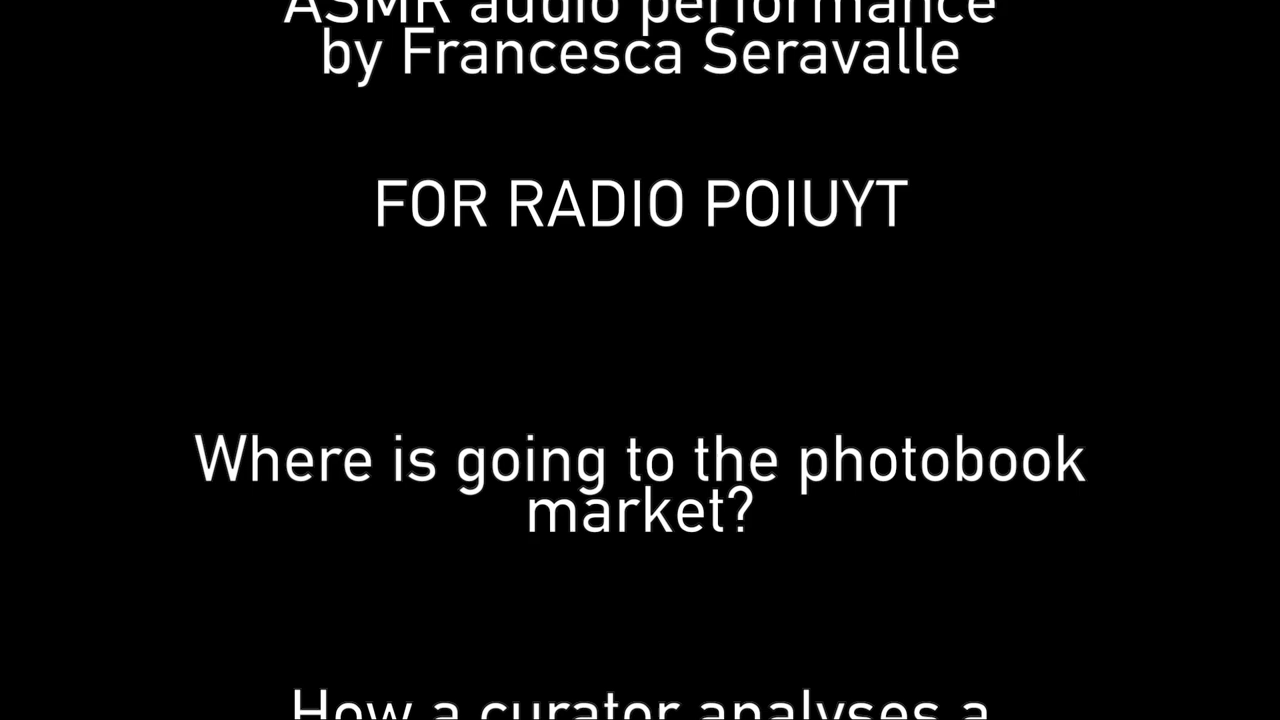 ASMR audio performance
by Francesca Seravalle
FOR RADIO POIUYT
Where is going to the photobook
market?
How a curator analyses a